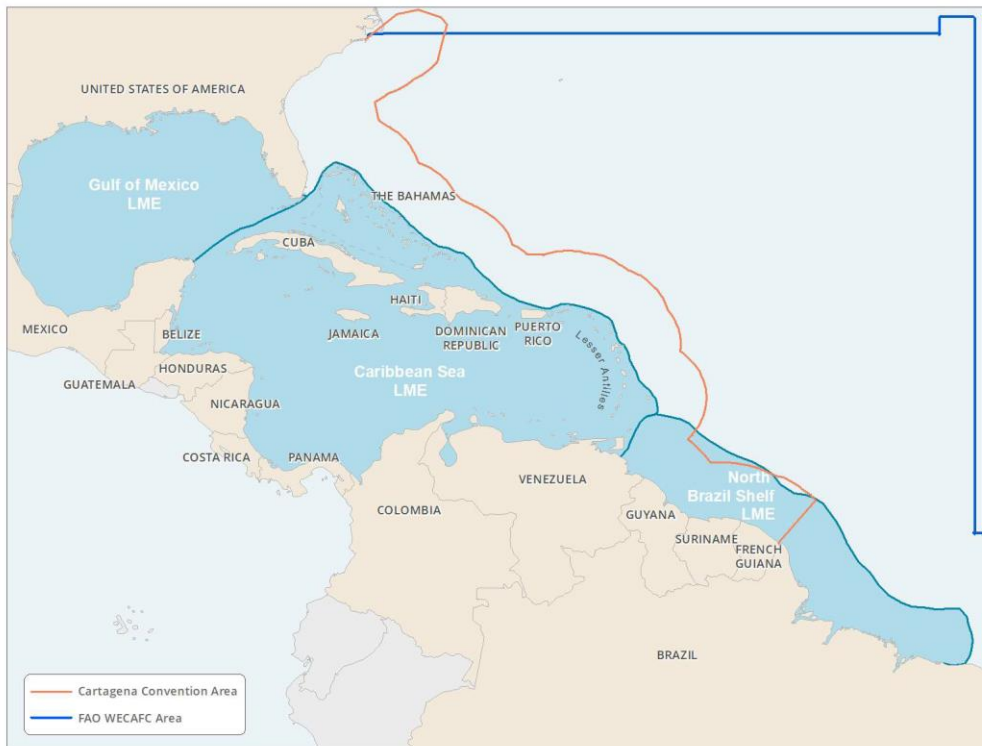 UNITED STATES OF AMERICA
Gulf of Mexico
LME
THE BAHAMAS
CUBA
MEXICO
BELIZE
HAITI
JAMAICA
DOMINICAN
REPUBLIC
PUERTO
RICO
Lesser Antilles
GUATEMALA
HONDURAS
Caribbean Sea
LME
NICARAGUA
COSTA RICA
PANAMA
VENEZUELA
North
Brazil Shelf
LME
COLOMBIA
GUYANA
SURINAME
FRENCH
GUIANA
BRAZIL
Cartagena Convention Area
FAO WECAFC Area